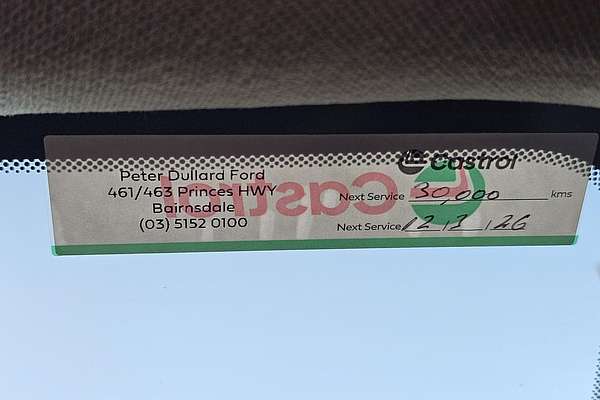 Castrol
Peter Dullard Ford
461/463 Princes HWY
Bairnsdale
(03) 5152 0100
Castrol
Next Service 30,000 kms
Next Service 12/3/26